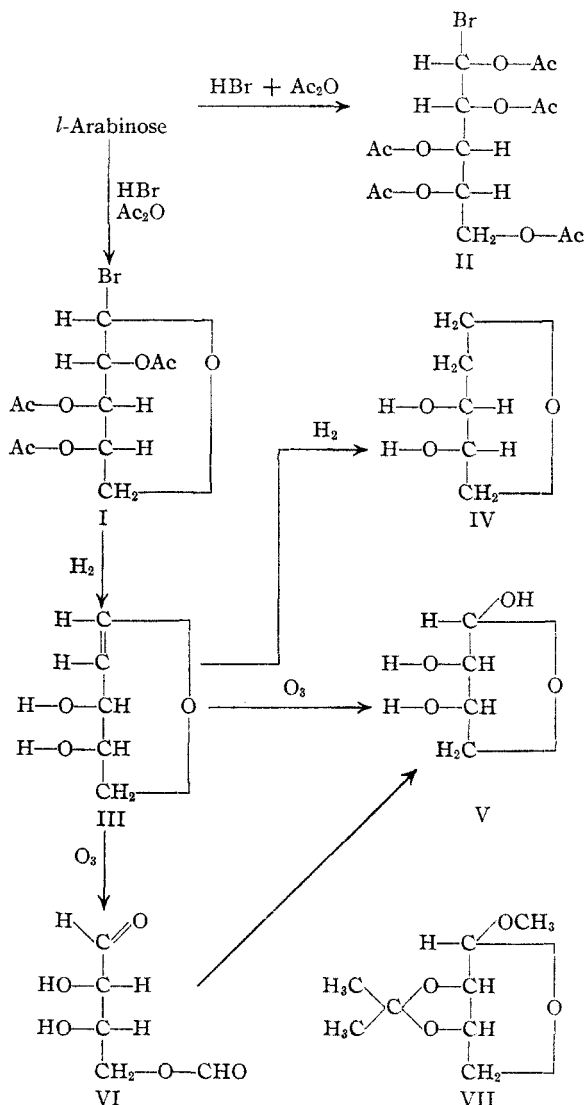 l-Arabinose
HBr + Ac₂O
Br
H—C—O—Ac
H—C—O—Ac
Ac—O—C—H
Ac—O—C—H
CH₂—O—Ac
II
HBr
Ac₂O
Br
H—C
H—C—OAc O
Ac—O—C—H
Ac—O—C—H
CH₂
I
H₂C
H₂C
H—O—C—H O
H—O—C—H
CH₂
IV
H₂
H₂
H—C
H—C
H—O—CH O
H—O—CH
CH₂
III
O₃
H—C OH
H—O—CH
H—O—CH O
H₂C
V
O₃
H O
C
HO—C—H
HO—C—H
CH₂—O—CHO
VI
H—C OCH₃
H₃C O—CH
C O
H₃C O—CH
CH₂
VII